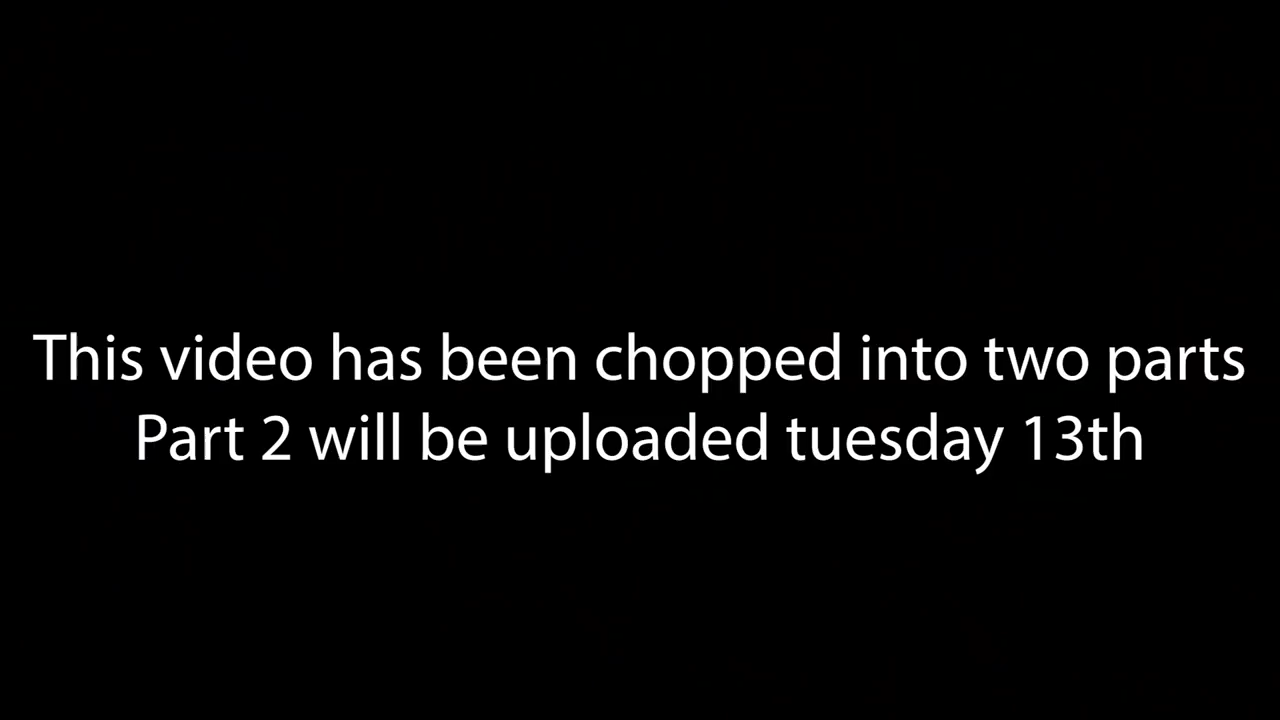 This video has been chopped into two parts
Part 2 will be uploaded tuesday 13th